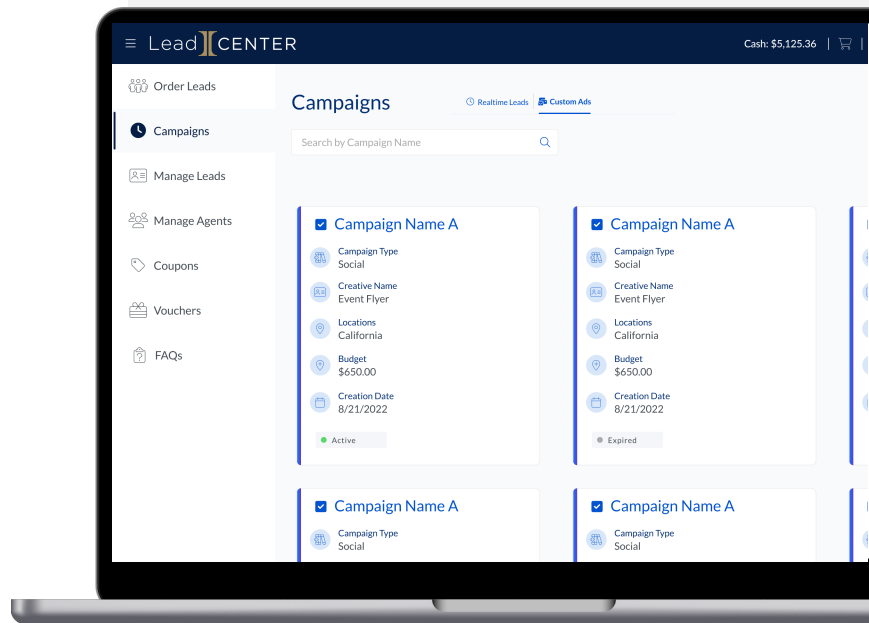 Lead CENTER
Cash: $5,125.36
Order Leads
Campaigns
Manage Leads
Manage Agents
Coupons
Vouchers
FAQs
Campaigns
Realtime Leads
Custom Ads
Search by Campaign Name
Campaign Name A
Campaign Type
Social
Creative Name
Event Flyer
Locations
California
Budget
$650.00
Creation Date
8/21/2022
Active
Campaign Name A
Campaign Type
Social
Creative Name
Event Flyer
Locations
California
Budget
$650.00
Creation Date
8/21/2022
Expired
Campaign Name A
Campaign Type
Social
Campaign Name A
Campaign Type
Social